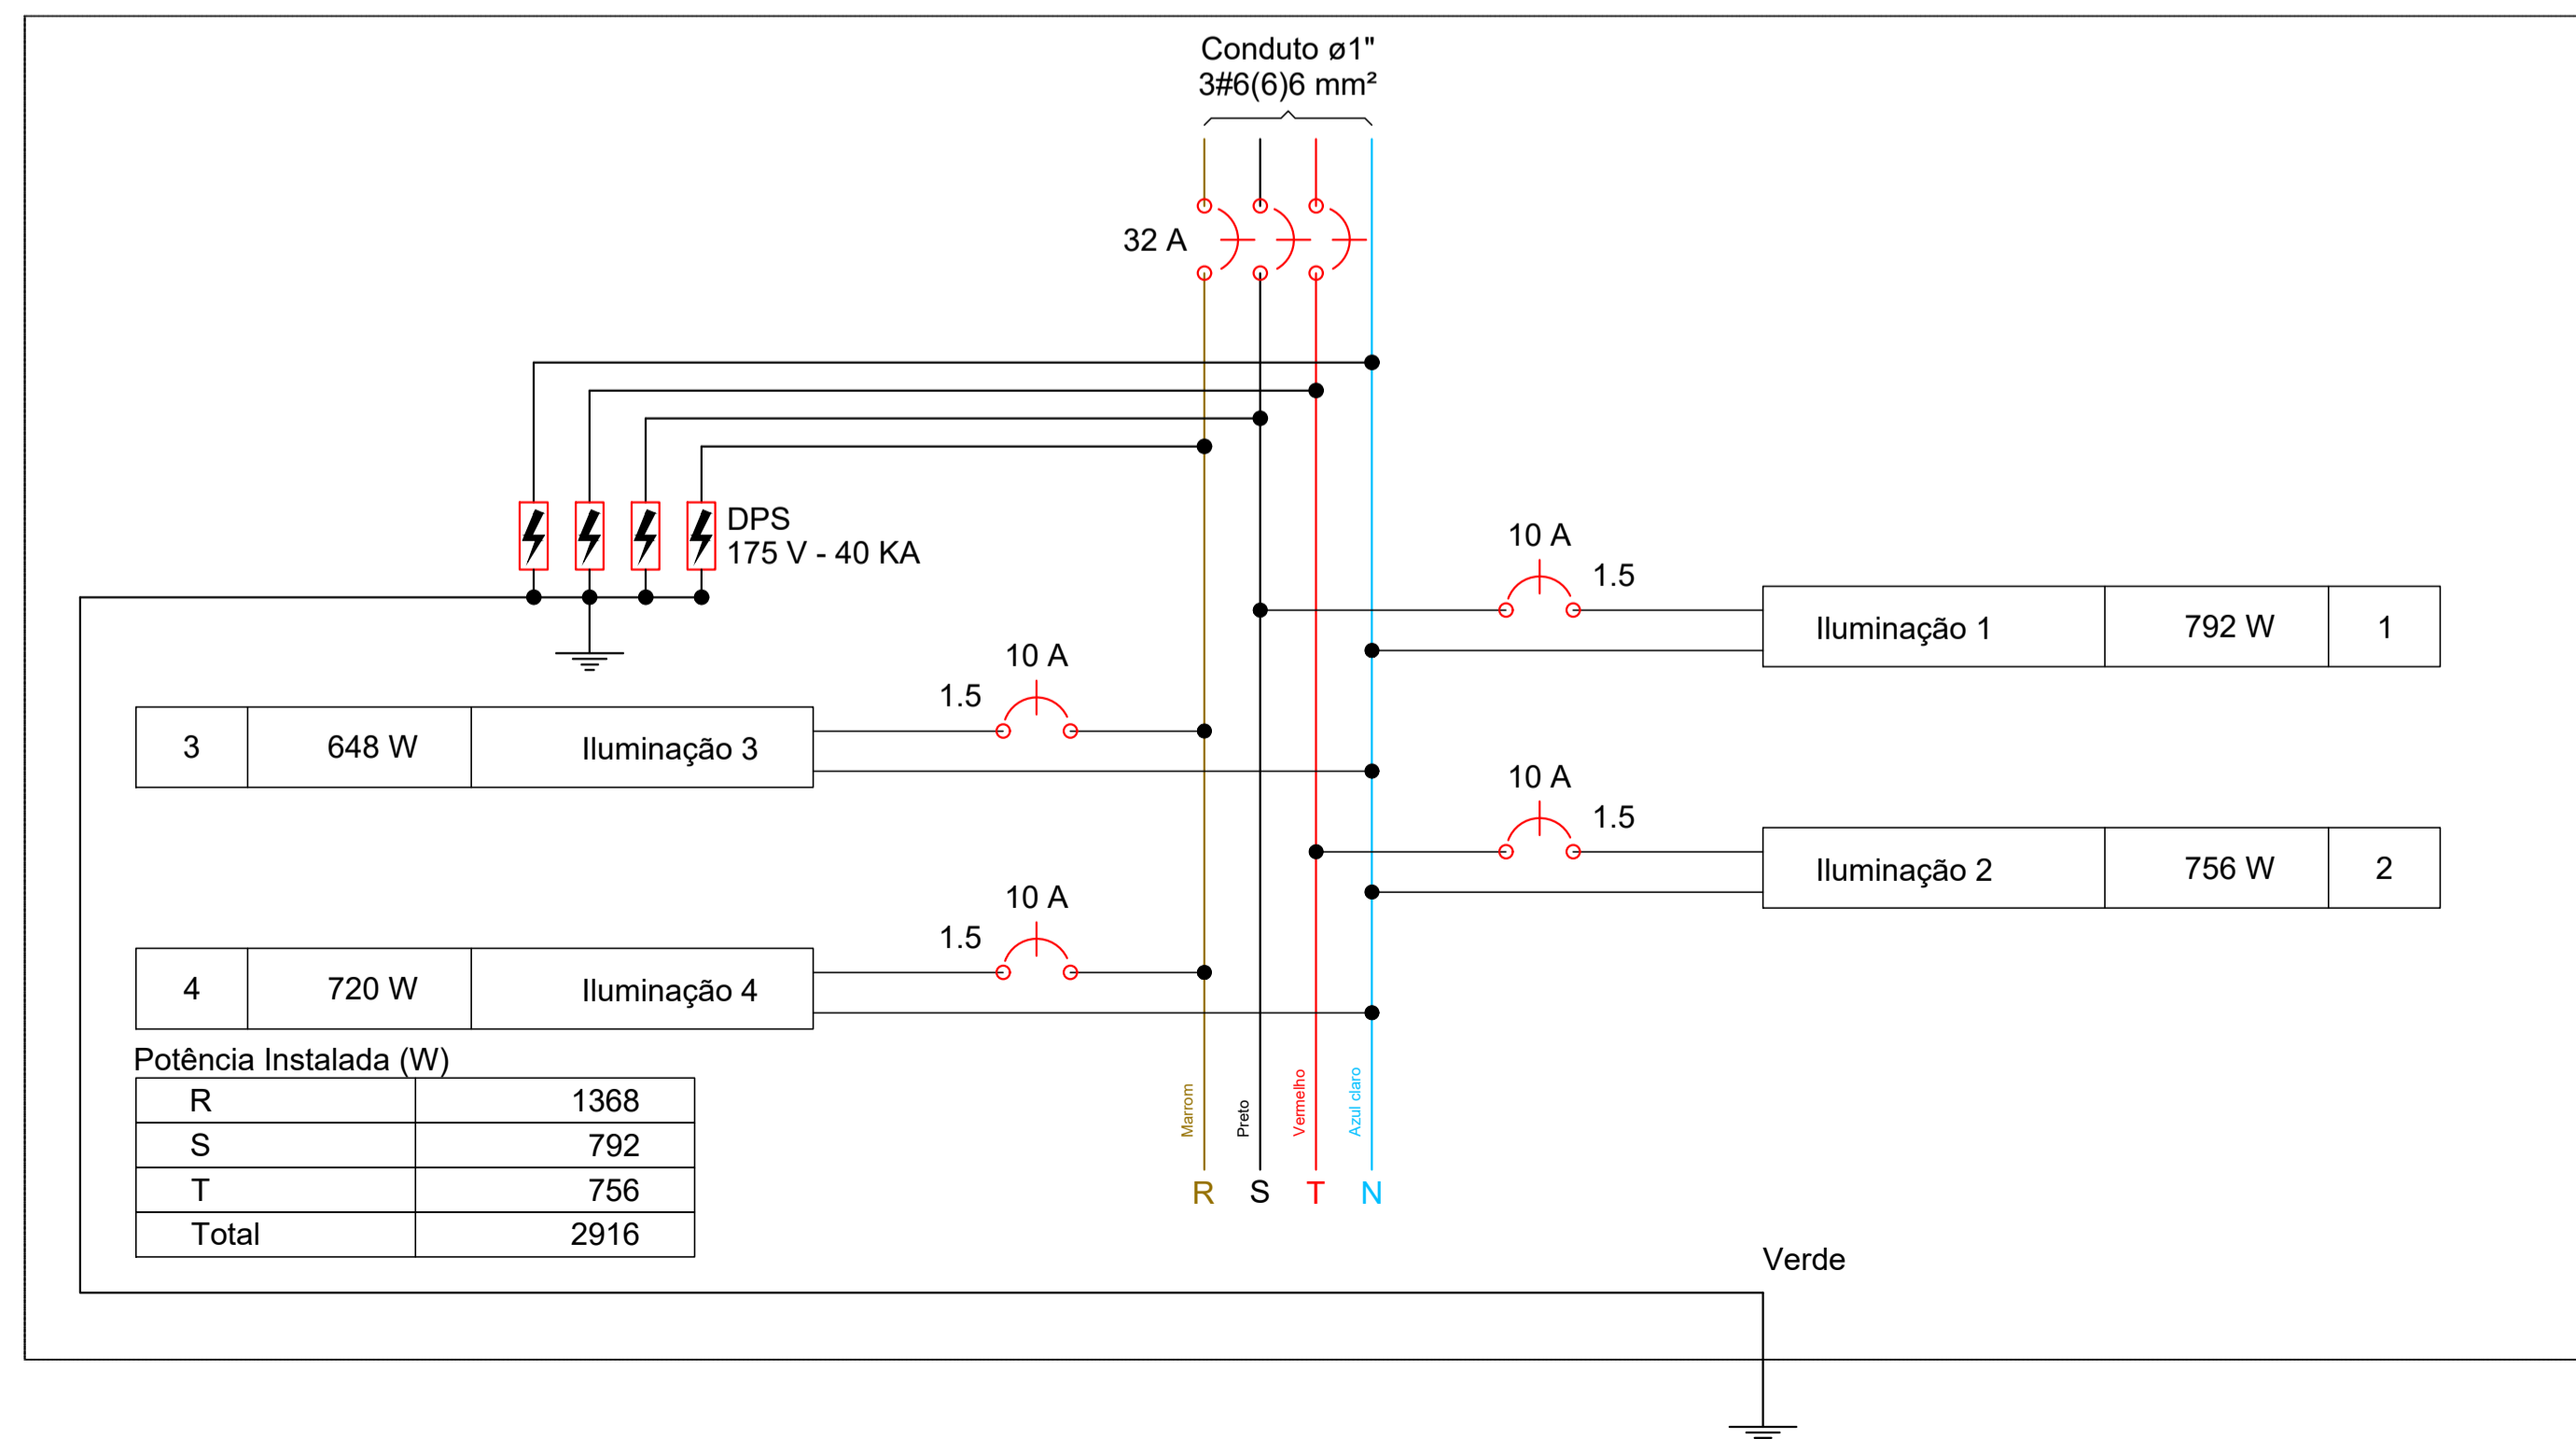 Conduto ø1"
3#6(6)6 mm²
32 A
DPS
175 V - 40 KA
10 A
1.5
Iluminação 1 792 W 1
10 A
1.5
3 648 W Iluminação 3
10 A
1.5
Iluminação 2 756 W 2
10 A
1.5
4 720 W Iluminação 4
Potência Instalada (W)
R 1368
S 792
T 756
Total 2916
Marrom
Preto
Vermelho
Azul claro
R S T N
Verde